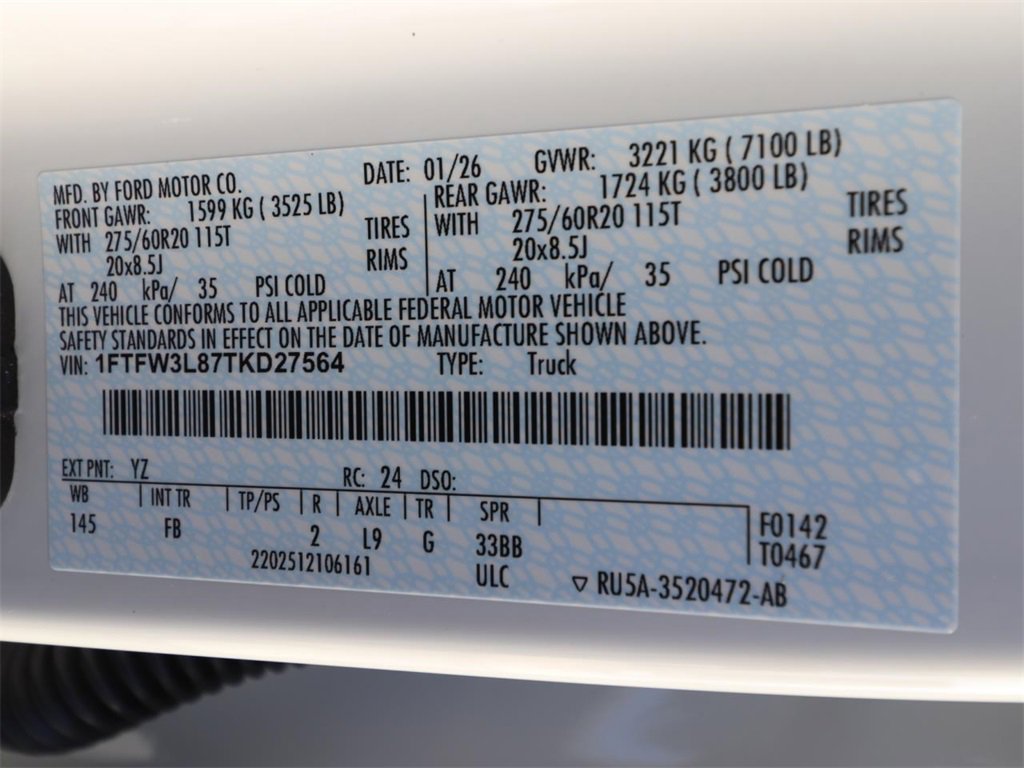 MFD. BY FORD MOTOR CO. DATE: 01/26 GVWR: 3221 KG ( 7100 LB)
FRONT GAWR: 1599 KG ( 3525 LB) REAR GAWR: 1724 KG ( 3800 LB)
WITH 275/60R20 115T TIRES WITH 275/60R20 115T TIRES
20x8.5J RIMS 20x8.5J RIMS
AT 240 kPa/ 35 PSI COLD AT 240 kPa/ 35 PSI COLD
THIS VEHICLE CONFORMS TO ALL APPLICABLE FEDERAL MOTOR VEHICLE
SAFETY STANDARDS IN EFFECT ON THE DATE OF MANUFACTURE SHOWN ABOVE.
VIN: 1FTFW3L87TKD27564 TYPE: Truck
EXT PNT: YZ RC: 24 DSO:
WB INT TR TP/PS R AXLE TR SPR
145 FB 2 L9 G 33BB F0142
2202512106161 ULC T0467
▽ RU5A-3520472-AB